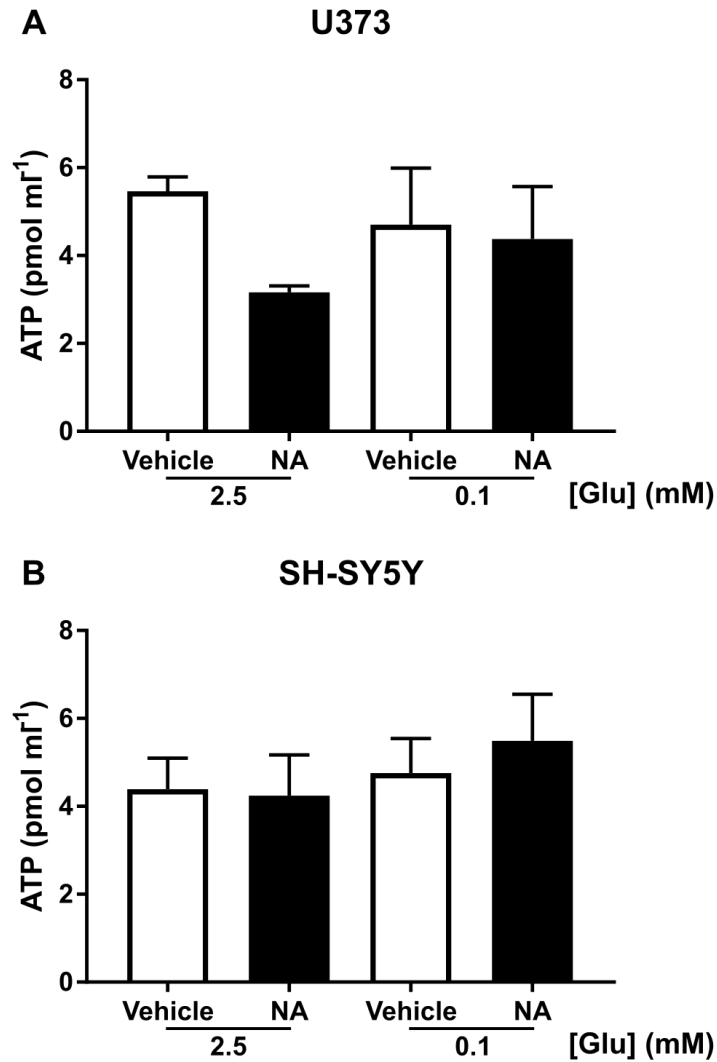 A
U373
8
6
4
2
0
ATP (pmol ml⁻¹)
Vehicle NA Vehicle NA
2.5 0.1 [Glu] (mM)
B
SH-SY5Y
8
6
4
2
0
ATP (pmol ml⁻¹)
Vehicle NA Vehicle NA
2.5 0.1 [Glu] (mM)